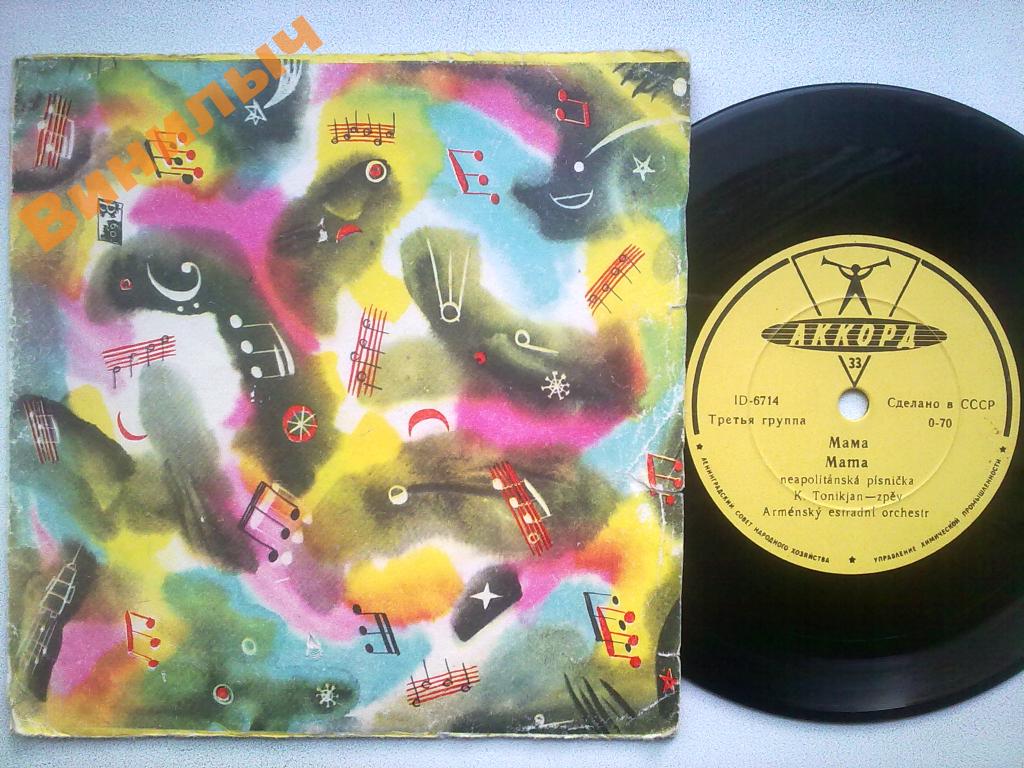 Винилыч
АККОРД
33
ID-6714
Сделано в СССР
Третья группа
0-70
Мама
Mama
neapolitánská písnička
K. Tonikjan—zpěv
Arménský estradní orchestr
★ ЛЕНИНГРАДСКИЙ СОВЕТ НАРОДНОГО ХОЗЯЙСТВА ★ УПРАВЛЕНИЕ ХИМИЧЕСКОЙ ПРОМЫШЛЕННОСТИ ★